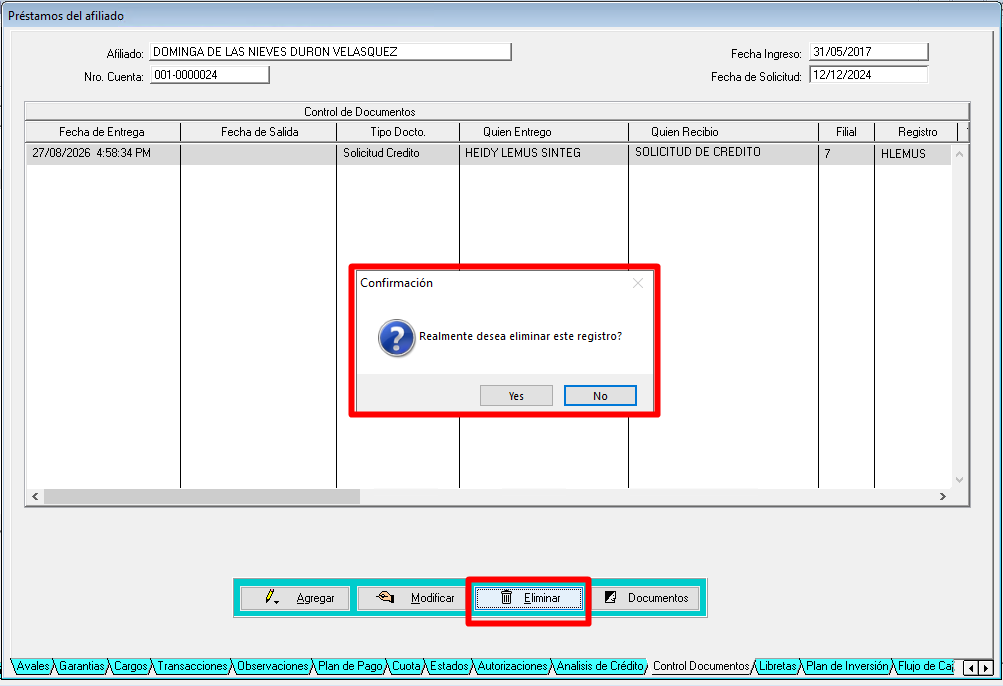 Préstamos del afiliado
Afiliado: DOMINGA DE LAS NIEVES DURON VELASQUEZ Fecha Ingreso: 31/05/2017
Nro. Cuenta: 001-0000024 Fecha de Solicitud: 12/12/2024
Control de Documentos
Fecha de Entrega Fecha de Salida Tipo Docto. Quien Entrego Quien Recibio Filial Registro
27/08/2026 4:58:34 PM Solicitud Credito HEIDY LEMUS SINTEG SOLICITUD DE CREDITO 7 HLEMUS
Confirmación
Realmente desea eliminar este registro?
Yes No
Agregar Modificar Eliminar Documentos
Avales Garantias Cargos Transacciones Observaciones Plan de Pago Cuota Estados Autorizaciones Analisis de Crédito Control Documentos Libretas Plan de Inversión Flujo de